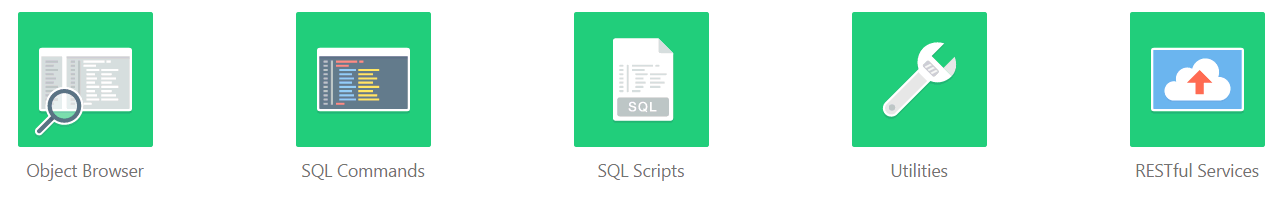 SQL
Object Browser
SQL Commands
SQL Scripts
Utilities
RESTful Services